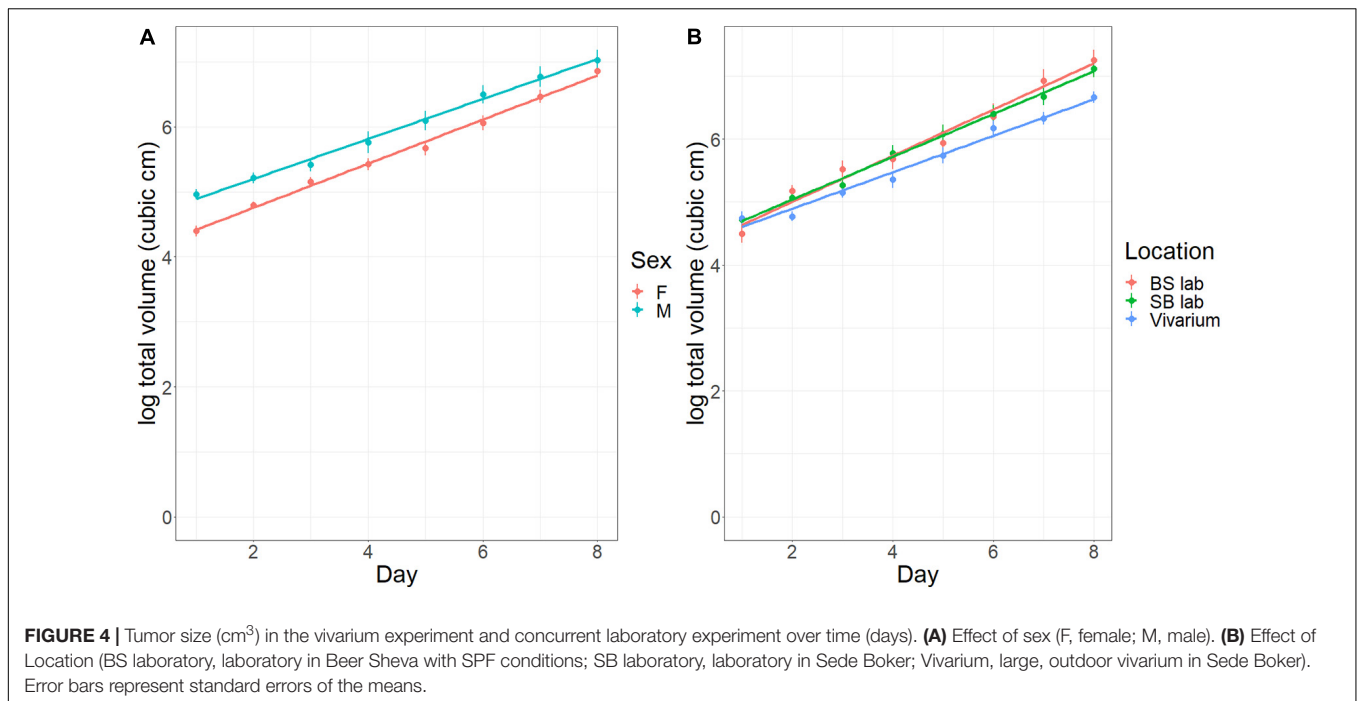 A
log total volume (cubic cm)
6
4
2
0
2 4 6 8
Day
Sex
F
M
B
log total volume (cubic cm)
6
4
2
0
2 4 6 8
Day
Location
BS lab
SB lab
Vivarium
FIGURE 4 | Tumor size (cm³) in the vivarium experiment and concurrent laboratory experiment over time (days). (A) Effect of sex (F, female; M, male). (B) Effect of
Location (BS laboratory, laboratory in Beer Sheva with SPF conditions; SB laboratory, laboratory in Sede Boker; Vivarium, large, outdoor vivarium in Sede Boker).
Error bars represent standard errors of the means.